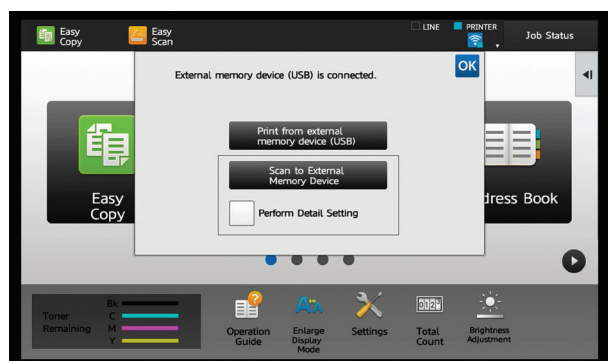 Easy
Copy
Easy
Scan
LINE
PRINTER
Job Status
External memory device (USB) is connected.
OK
Print from external
memory device (USB)
Scan to External
Memory Device
Perform Detail Setting
Easy
Copy
dress Book
Toner
Remaining
Bk
C
M
Y
Operation
Guide
Enlarge
Display
Mode
Settings
Total
Count
Brightness
Adjustment